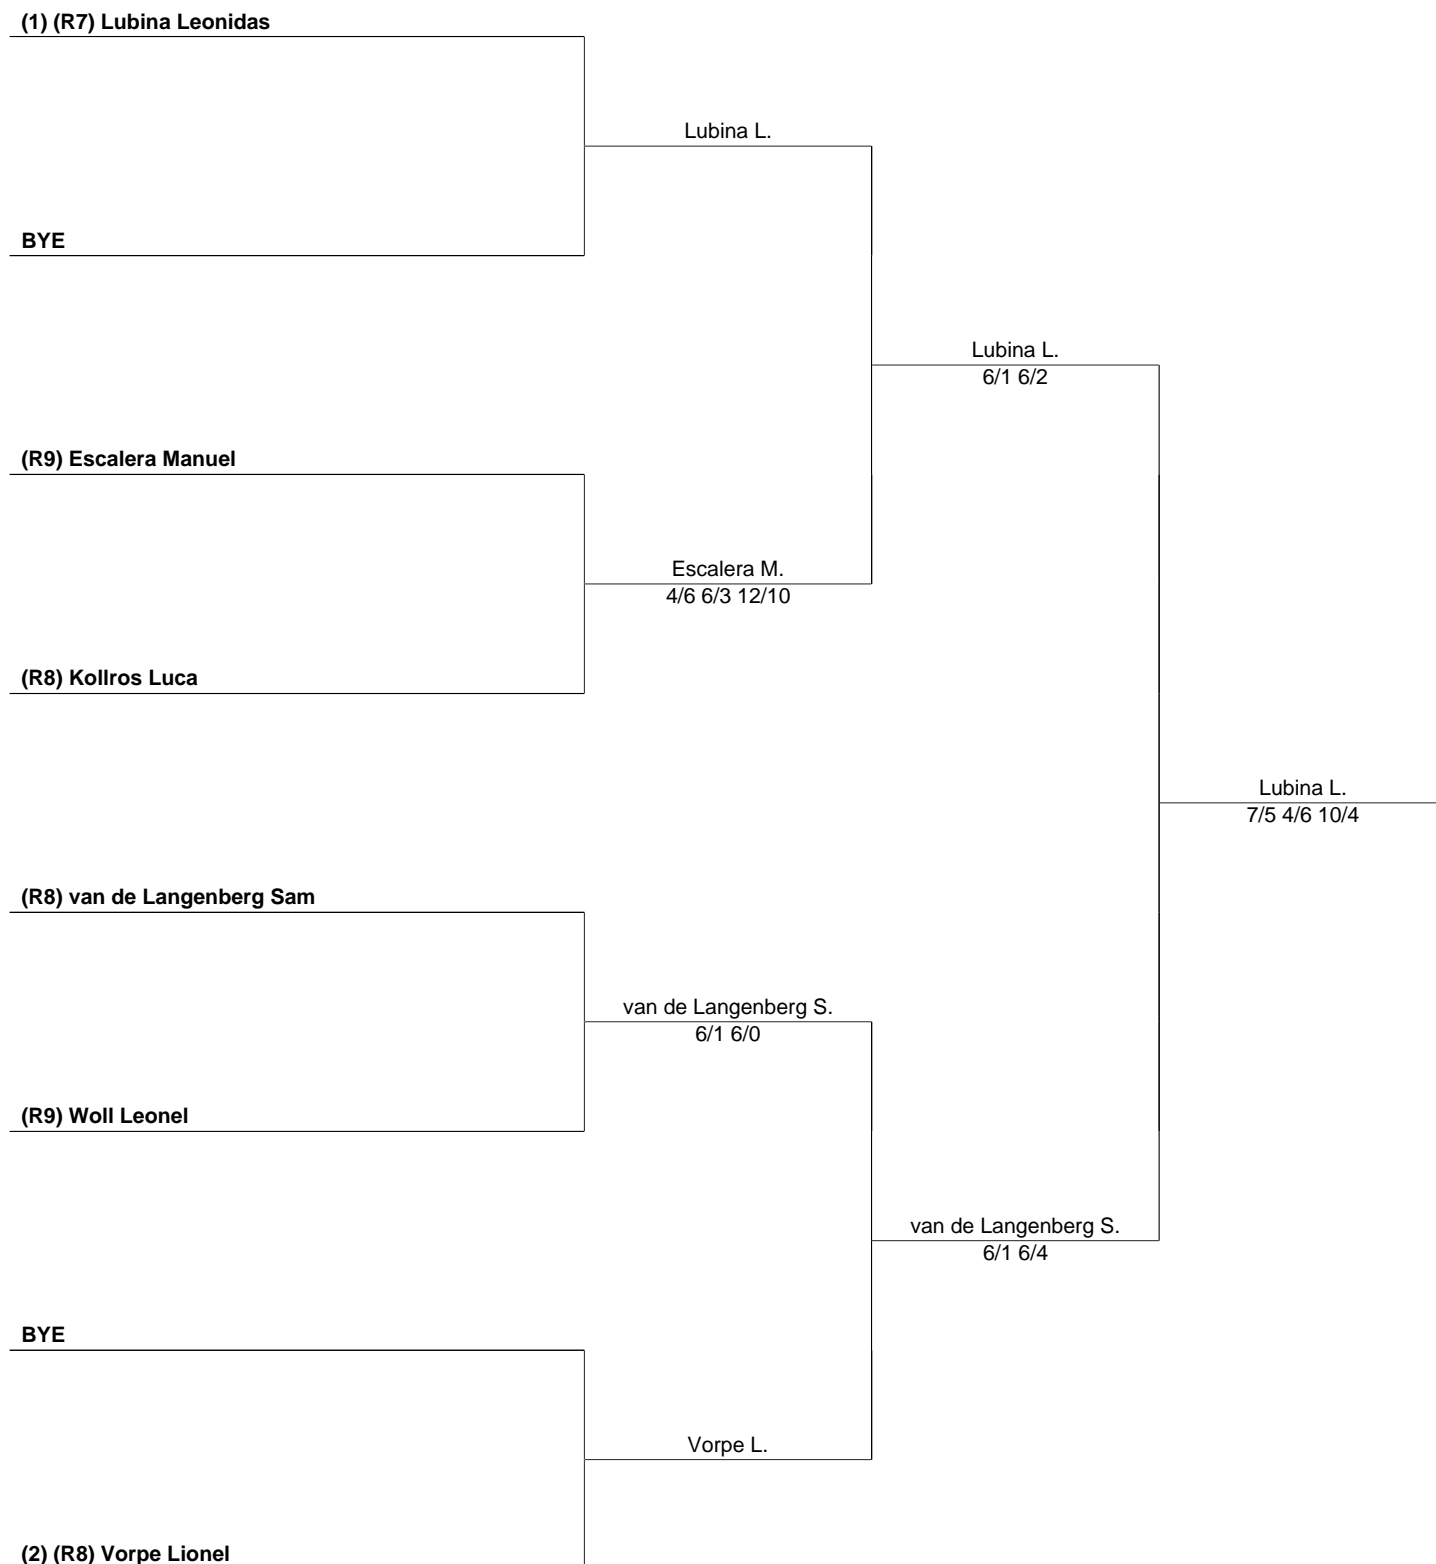 (1) (R7) Lubina Leonidas
Lubina L.
BYE
Lubina L.
6/1 6/2
(R9) Escalera Manuel
Escalera M.
4/6 6/3 12/10
(R8) Kollros Luca
Lubina L.
7/5 4/6 10/4
(R8) van de Langenberg Sam
van de Langenberg S.
6/1 6/0
(R9) Woll Leonel
van de Langenberg S.
6/1 6/4
BYE
Vorpe L.
(2) (R8) Vorpe Lionel